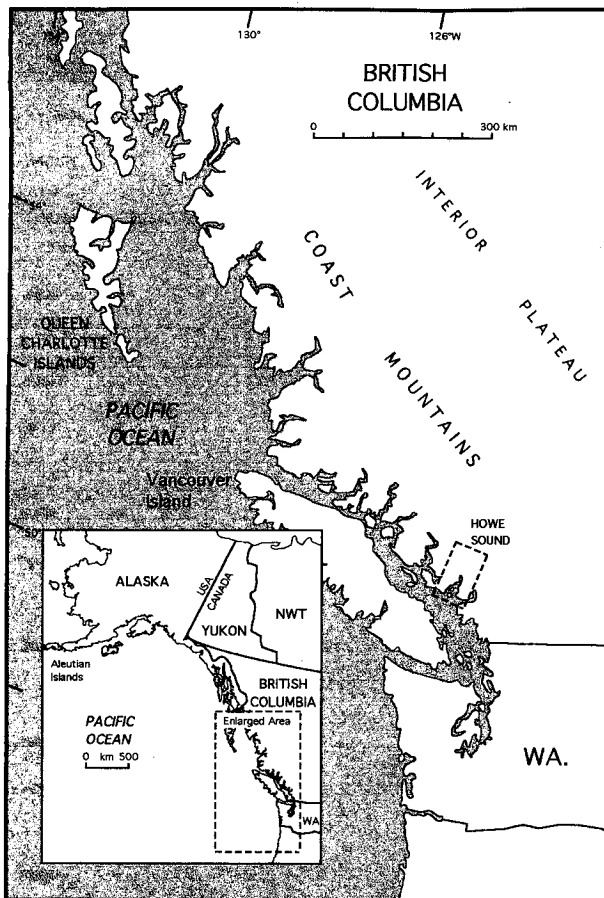 130°
126°W
BRITISH
COLUMBIA
0 300 km
INTERIOR
PLATEAU
COAST
MOUNTAINS
QUEEN
CHARLOTTE
ISLANDS
PACIFIC
OCEAN
Vancouver
Island
HOWE
SOUND
50°
WA.
ALASKA
USA
CANADA
YUKON
NWT
Aleutian
Islands
BRITISH
COLUMBIA
Enlarged Area
PACIFIC
OCEAN
0 km 500
WA